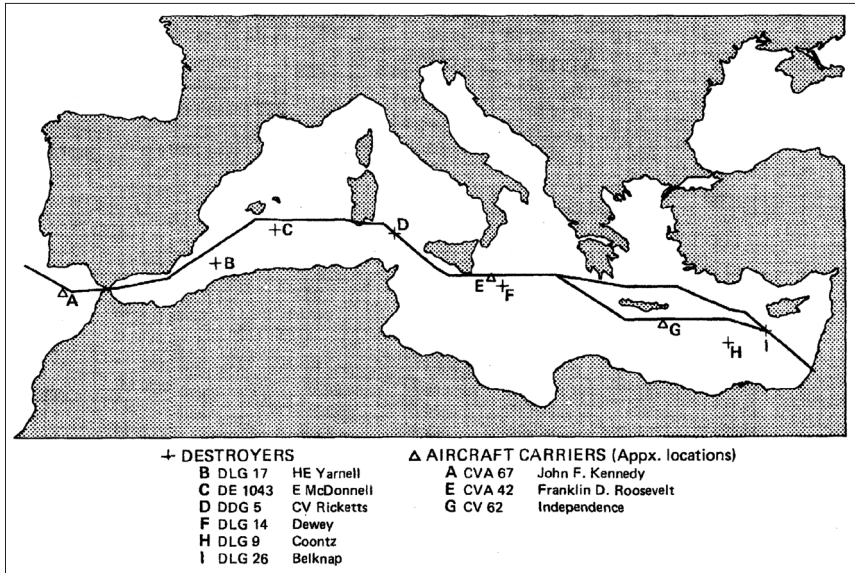 C
D
B
A
E
F
G
H
I
+ DESTROYERS
B DLG 17 HE Yarnell
C DE 1043 E McDonnell
D DDG 5 CV Ricketts
F DLG 14 Dewey
H DLG 9 Coontz
I DLG 26 Belknap
△ AIRCRAFT CARRIERS (Appx. locations)
A CVA 67 John F. Kennedy
E CVA 42 Franklin D. Roosevelt
G CV 62 Independence